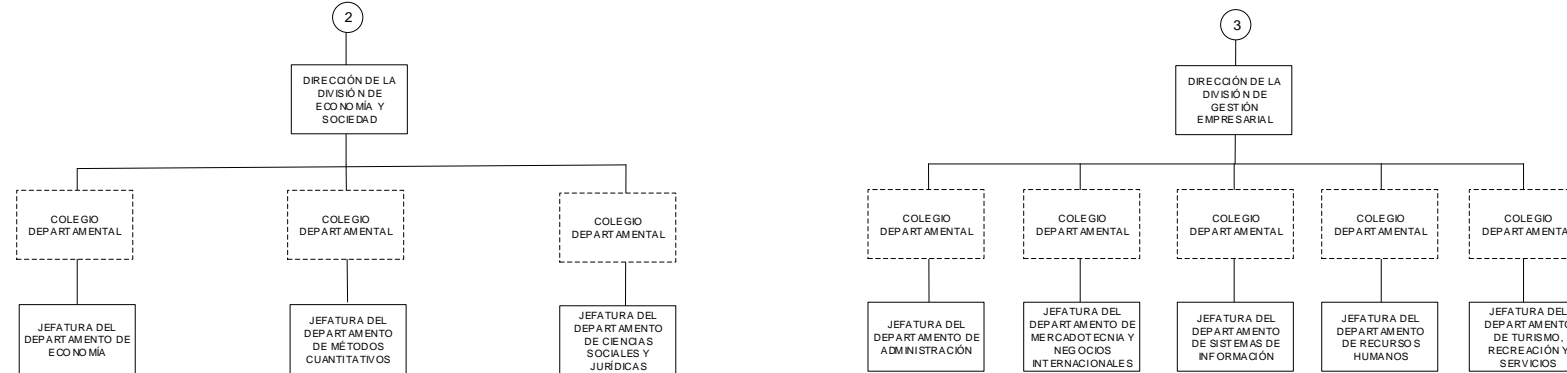 2
DIRECCIÓN DE LA
DIVISIÓN DE
ECONOMÍA Y
SOCIEDAD
COLEGIO
DEPARTAMENTAL
COLEGIO
DEPARTAMENTAL
COLEGIO
DEPARTAMENTAL
JEFATURA DEL
DEPARTAMENTO DE
ECONOMÍA
JEFATURA DEL
DEPARTAMENTO
DE MÉTODOS
CUANTITATIVOS
JEFATURA DEL
DEPARTAMENTO
DE CIENCIAS
SOCIALES Y
JURÍDICAS
3
DIRECCIÓN DE LA
DIVISIÓN DE
GESTIÓN
EMPRESARIAL
COLEGIO
DEPARTAMENTAL
COLEGIO
DEPARTAMENTAL
COLEGIO
DEPARTAMENTAL
COLEGIO
DEPARTAMENTAL
COLEGIO
DEPARTAMENTA
JEFATURA DEL
DEPARTAMENTO DE
ADMINISTRACIÓN
JEFATURA DEL
DEPARTAMENTO DE
MERCADOTECNIA Y
NEGOCIOS
INTERNACIONALES
JEFATURA DEL
DEPARTAMENTO
DE SISTEMAS DE
INFORMACIÓN
JEFATURA DEL
DEPARTAMENTO
DE RECURSOS
HUMANOS
JEFATURA DEL
DEPARTAMENTO
DE TURISMO,
RECREACIÓN Y
SERVICIOS